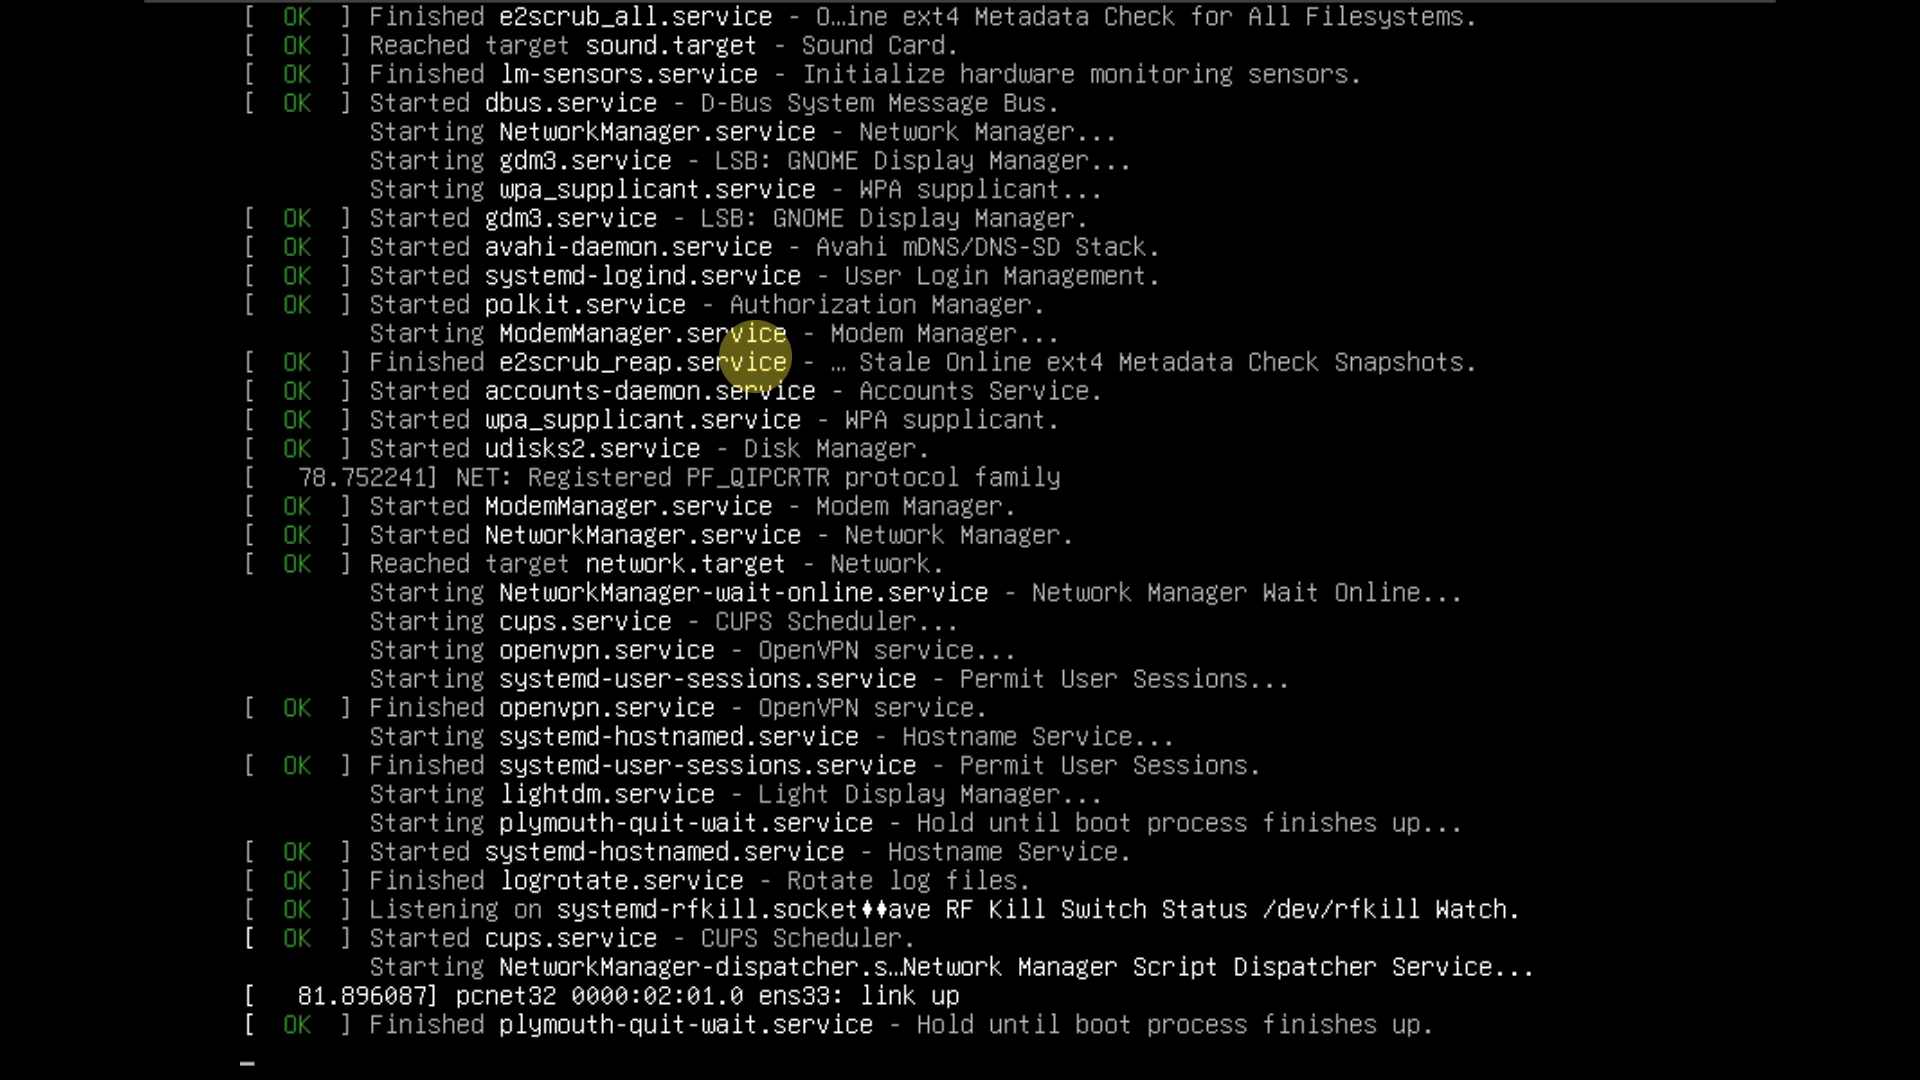 [  OK  ] Finished e2scrub_all.service - O…ine ext4 Metadata Check for All Filesystems.
[  OK  ] Reached target sound.target - Sound Card.
[  OK  ] Finished lm-sensors.service - Initialize hardware monitoring sensors.
[  OK  ] Started dbus.service - D-Bus System Message Bus.
Starting NetworkManager.service - Network Manager...
Starting gdm3.service - LSB: GNOME Display Manager...
Starting wpa_supplicant.service - WPA supplicant...
[  OK  ] Started gdm3.service - LSB: GNOME Display Manager.
[  OK  ] Started avahi-daemon.service - Avahi mDNS/DNS-SD Stack.
[  OK  ] Started systemd-logind.service - User Login Management.
[  OK  ] Started polkit.service - Authorization Manager.
Starting ModemManager.service - Modem Manager...
[  OK  ] Finished e2scrub_reap.service - … Stale Online ext4 Metadata Check Snapshots.
[  OK  ] Started accounts-daemon.service - Accounts Service.
[  OK  ] Started wpa_supplicant.service - WPA supplicant.
[  OK  ] Started udisks2.service - Disk Manager.
[   78.752241] NET: Registered PF_QIPCRTR protocol family
[  OK  ] Started ModemManager.service - Modem Manager.
[  OK  ] Started NetworkManager.service - Network Manager.
[  OK  ] Reached target network.target - Network.
Starting NetworkManager-wait-online.service - Network Manager Wait Online...
Starting cups.service - CUPS Scheduler...
Starting openvpn.service - OpenVPN service...
Starting systemd-user-sessions.service - Permit User Sessions...
[  OK  ] Finished openvpn.service - OpenVPN service.
Starting systemd-hostnamed.service - Hostname Service...
[  OK  ] Finished systemd-user-sessions.service - Permit User Sessions.
Starting lightdm.service - Light Display Manager...
Starting plymouth-quit-wait.service - Hold until boot process finishes up...
[  OK  ] Started systemd-hostnamed.service - Hostname Service.
[  OK  ] Finished logrotate.service - Rotate log files.
[  OK  ] Listening on systemd-rfkill.socket♦♦ave RF Kill Switch Status /dev/rfkill Watch.
[  OK  ] Started cups.service - CUPS Scheduler.
Starting NetworkManager-dispatcher.s…Network Manager Script Dispatcher Service...
[   81.896087] pcnet32 0000:02:01.0 ens33: link up
[  OK  ] Finished plymouth-quit-wait.service - Hold until boot process finishes up.
_